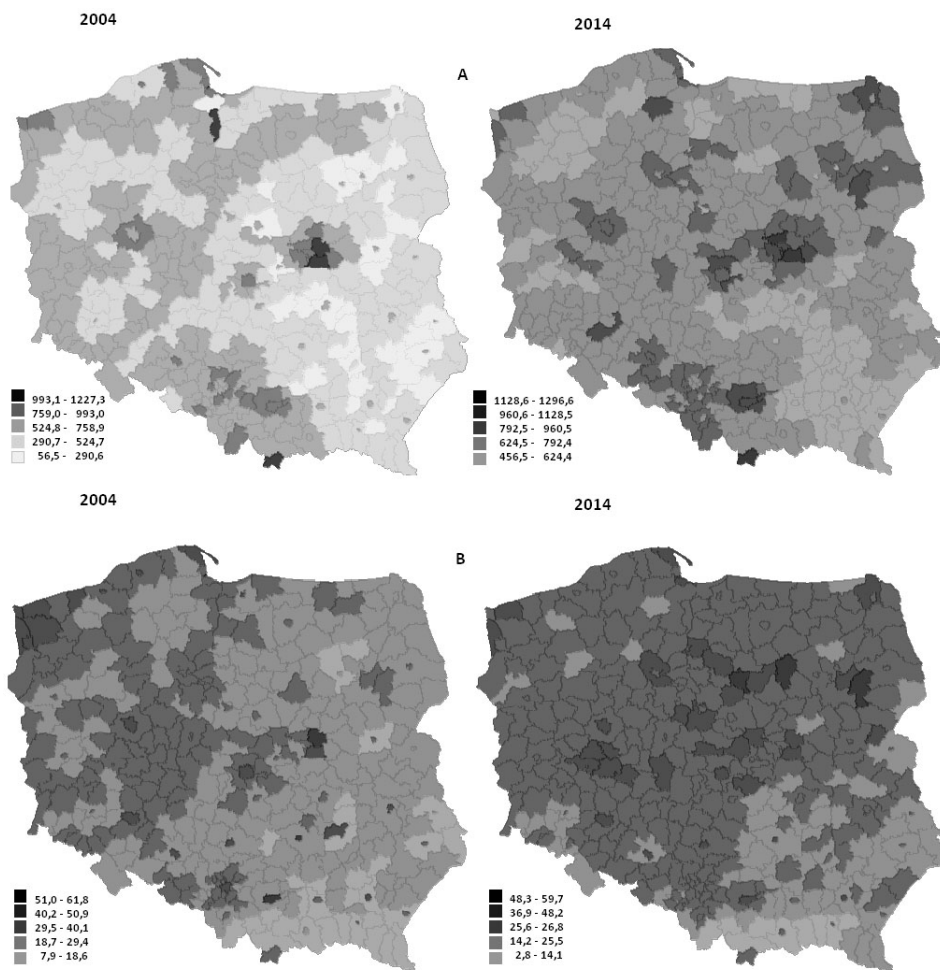 2004
2014
A
993,1 - 1227,3
759,0 - 993,0
524,8 - 758,9
290,7 - 524,7
56,5 - 290,6
1128,6 - 1296,6
960,6 - 1128,5
792,5 - 960,5
624,5 - 792,4
456,5 - 624,4
2004
2014
B
51,0 - 61,8
40,2 - 50,9
29,5 - 40,1
18,7 - 29,4
7,9 - 18,6
48,3 - 59,7
36,9 - 48,2
25,6 - 26,8
14,2 - 25,5
2,8 - 14,1